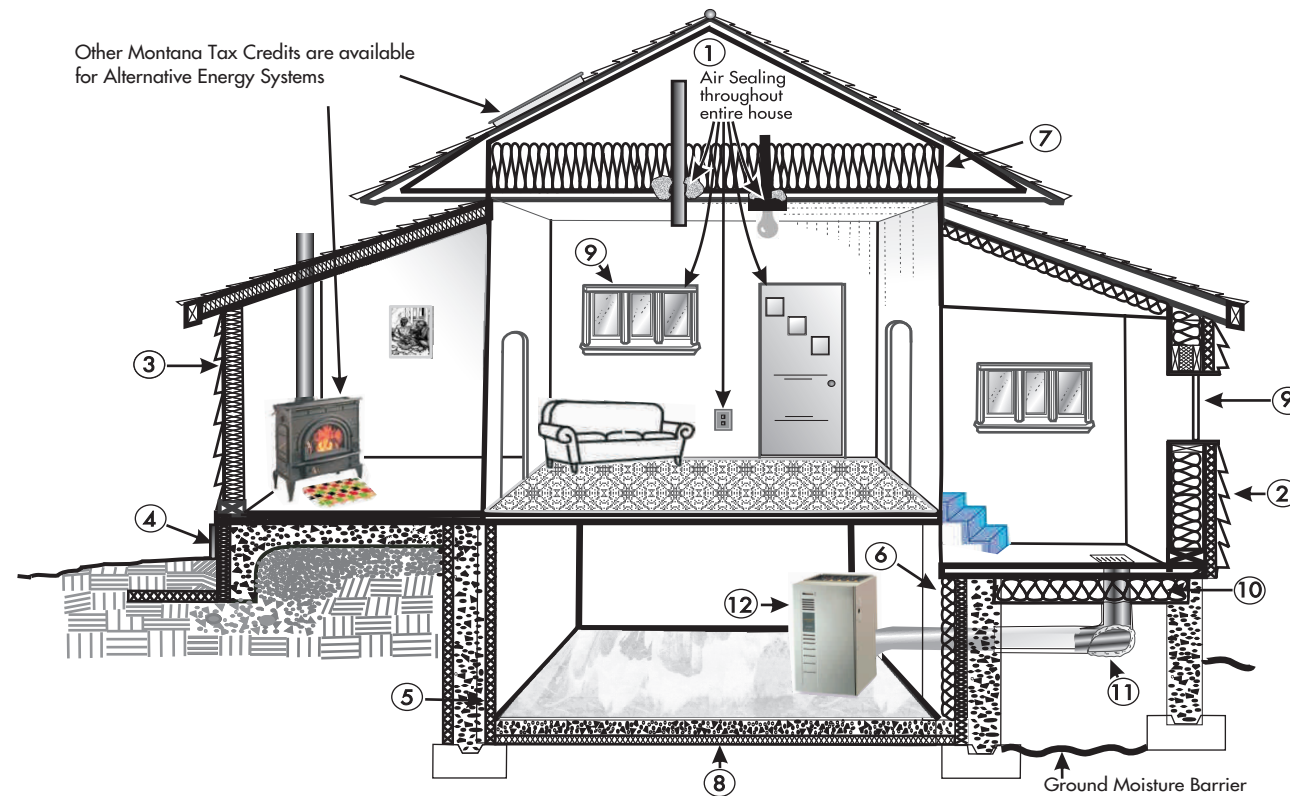 Other Montana Tax Credits are available
for Alternative Energy Systems
1
Air Sealing
throughout
entire house
7
9
3
9
2
4
6
12
10
11
5
8
Ground Moisture Barrier